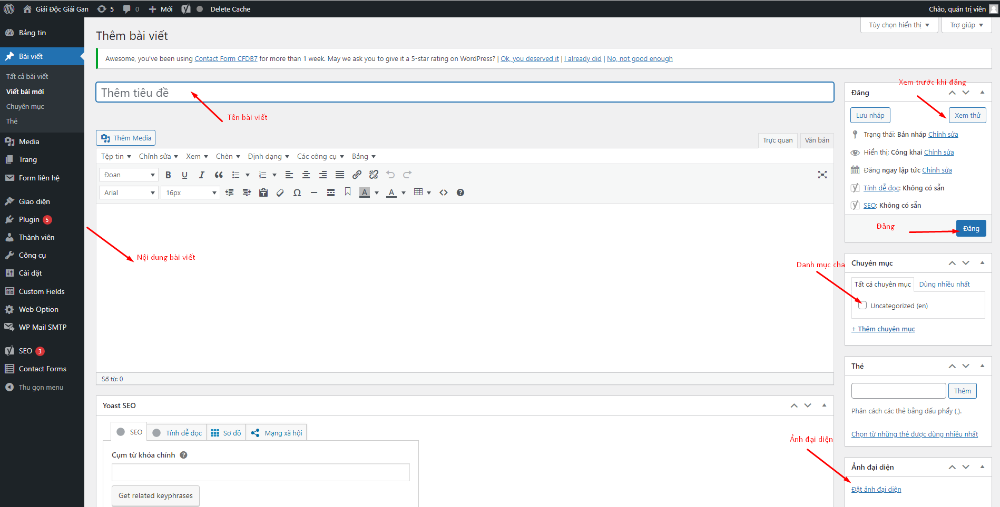 Giải Độc Giải Gan
5
0
Mới
Delete Cache
Chào, quản trị viên
Bảng tin
Bài viết
Tất cả bài viết
Viết bài mới
Chuyên mục
Thẻ
Media
Trang
Form liên hệ
Giao diện
Plugin 5
Thành viên
Công cụ
Cài đặt
Custom Fields
Web Option
WP Mail SMTP
SEO 3
Contact Forms
Thu gọn menu
Tùy chọn hiển thị
Trợ giúp
Thêm bài viết
Awesome, you've been using Contact Form CFDB7 for more than 1 week. May we ask you to give it a 5-star rating on WordPress? | Ok, you deserved it | I already did | No, not good enough
Thêm tiêu đề
Tên bài viết
Thêm Media
Trực quan
Văn bản
Tệp tin
Chỉnh sửa
Xem
Chèn
Định dạng
Các công cụ
Bảng
Đoạn
Arial
16px
Nội dung bài viết
Số từ: 0
Yoast SEO
SEO
Tính dễ đọc
Sơ đồ
Mạng xã hội
Cụm từ khóa chính
Get related keyphrases
Xem trước khi đăng
Đăng
Lưu nháp
Xem thử
Trạng thái: Bản nháp Chỉnh sửa
Hiển thị: Công khai Chỉnh sửa
Đăng ngay lập tức Chỉnh sửa
Tính dễ đọc: Không có sẵn
SEO: Không có sẵn
Đăng
Đăng
Danh mục cha
Chuyên mục
Tất cả chuyên mục
Dùng nhiều nhất
Uncategorized (en)
+ Thêm chuyên mục
Thẻ
Thêm
Phân cách các thẻ bằng dấu phẩy (,).
Chọn từ những thẻ được dùng nhiều nhất
Ảnh đại diện
Ảnh đại diện
Đặt ảnh đại diện